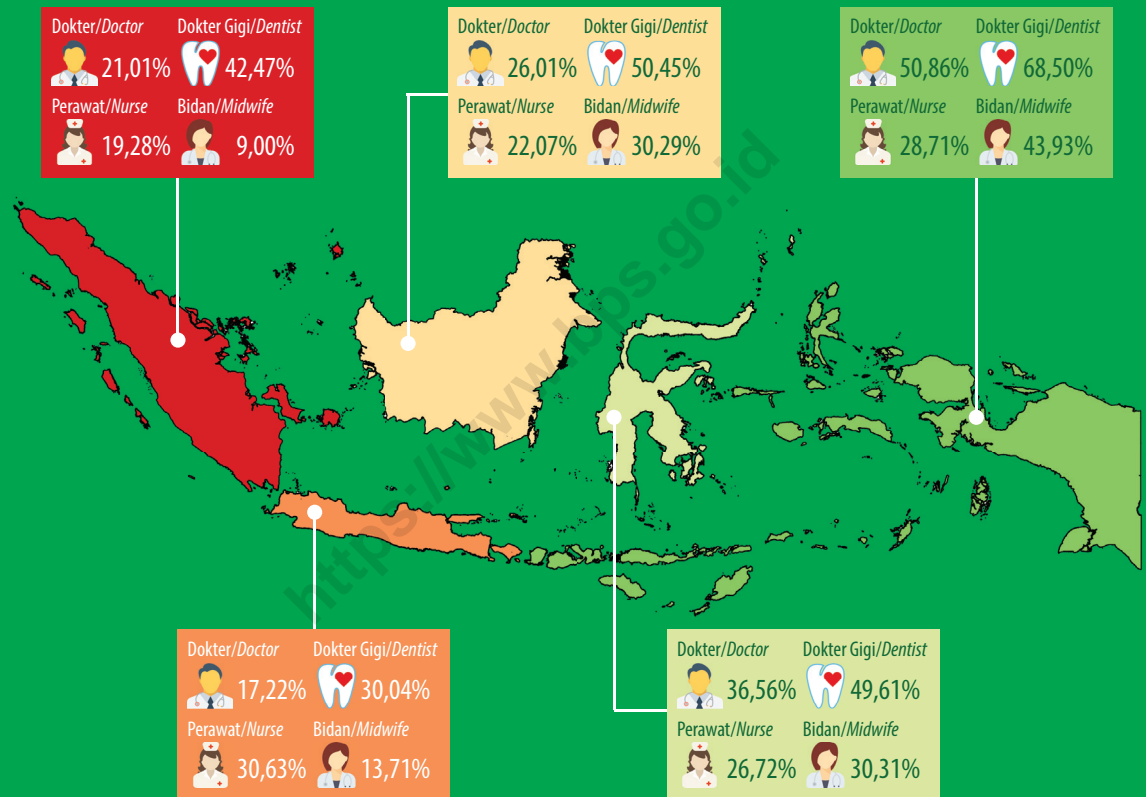 Dokter/Doctor Dokter Gigi/Dentist
21,01% 42,47%
Perawat/Nurse Bidan/Midwife
19,28% 9,00%
Dokter/Doctor Dokter Gigi/Dentist
26,01% 50,45%
Perawat/Nurse Bidan/Midwife
22,07% 30,29%
Dokter/Doctor Dokter Gigi/Dentist
50,86% 68,50%
Perawat/Nurse Bidan/Midwife
28,71% 43,93%
https://www.bps.go.id
Dokter/Doctor Dokter Gigi/Dentist
17,22% 30,04%
Perawat/Nurse Bidan/Midwife
30,63% 13,71%
Dokter/Doctor Dokter Gigi/Dentist
36,56% 49,61%
Perawat/Nurse Bidan/Midwife
26,72% 30,31%